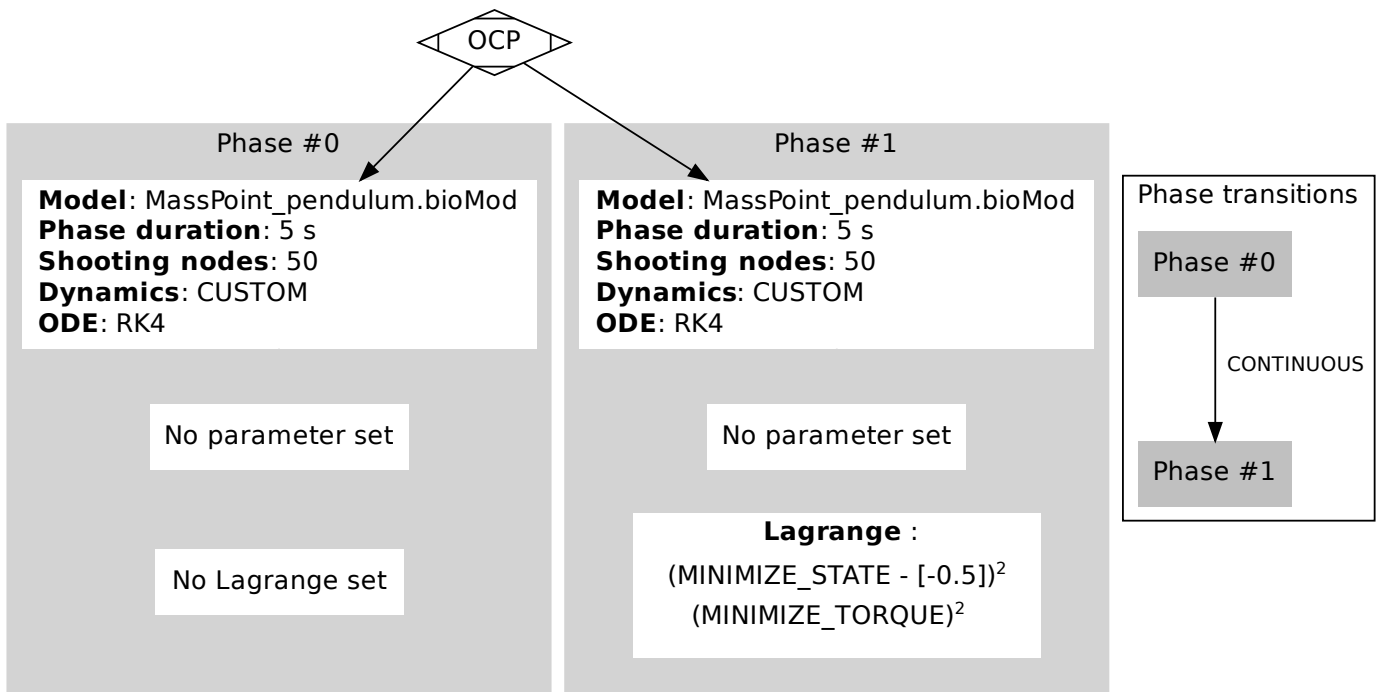 OCP
Phase #0
Model: MassPoint_pendulum.bioMod
Phase duration: 5 s
Shooting nodes: 50
Dynamics: CUSTOM
ODE: RK4
No parameter set
No Lagrange set
Phase #1
Model: MassPoint_pendulum.bioMod
Phase duration: 5 s
Shooting nodes: 50
Dynamics: CUSTOM
ODE: RK4
No parameter set
Lagrange :
(MINIMIZE_STATE - [-0.5])²
(MINIMIZE_TORQUE)²
Phase transitions
Phase #0
CONTINUOUS
Phase #1